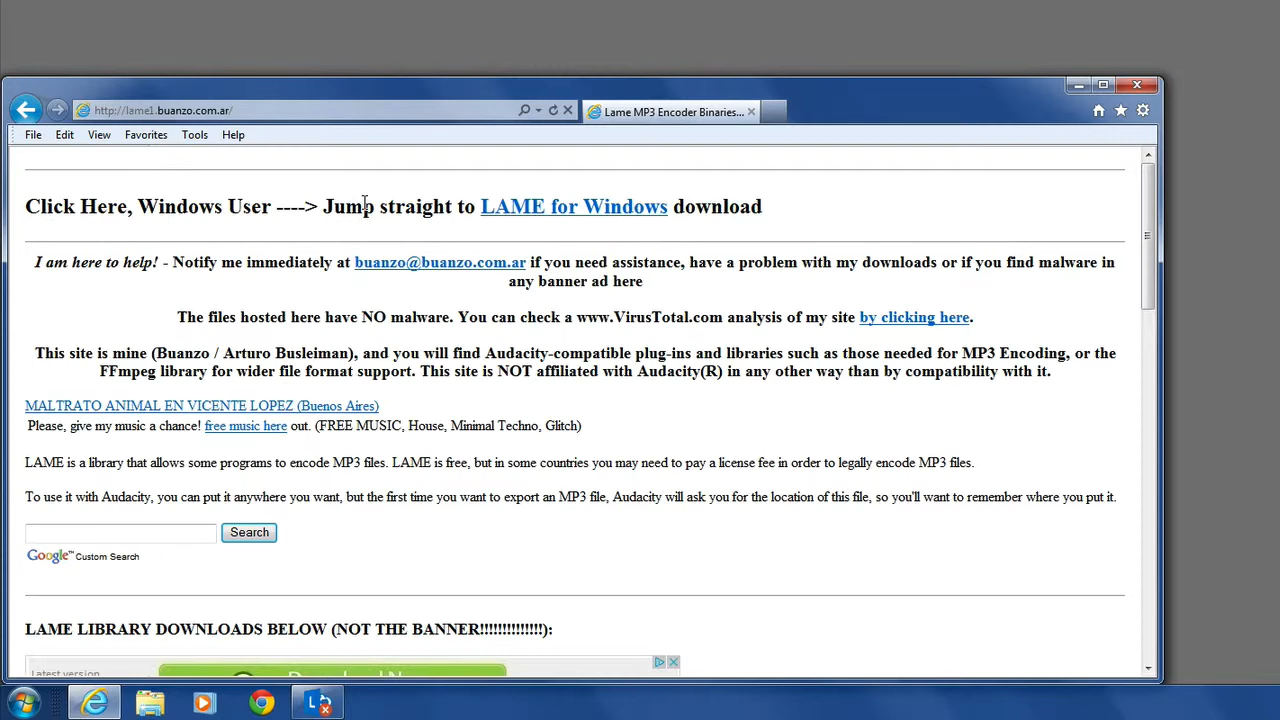 http://lame1.buanzo.com.ar/
Lame MP3 Encoder Binaries...
File Edit View Favorites Tools Help
Click Here, Windows User ----> Jump straight to LAME for Windows download
I am here to help! - Notify me immediately at buanzo@buanzo.com.ar if you need assistance, have a problem with my downloads or if you find malware in
any banner ad here
The files hosted here have NO malware. You can check a www.VirusTotal.com analysis of my site by clicking here.
This site is mine (Buanzo / Arturo Busleiman), and you will find Audacity-compatible plug-ins and libraries such as those needed for MP3 Encoding, or the
FFmpeg library for wider file format support. This site is NOT affiliated with Audacity(R) in any other way than by compatibility with it.
MALTRATO ANIMAL EN VICENTE LOPEZ (Buenos Aires)
Please, give my music a chance! free music here out. (FREE MUSIC, House, Minimal Techno, Glitch)
LAME is a library that allows some programs to encode MP3 files. LAME is free, but in some countries you may need to pay a license fee in order to legally encode MP3 files.
To use it with Audacity, you can put it anywhere you want, but the first time you want to export an MP3 file, Audacity will ask you for the location of this file, so you'll want to remember where you put it.
Search
Google™ Custom Search
LAME LIBRARY DOWNLOADS BELOW (NOT THE BANNER!!!!!!!!!!!!!!):
Latest version